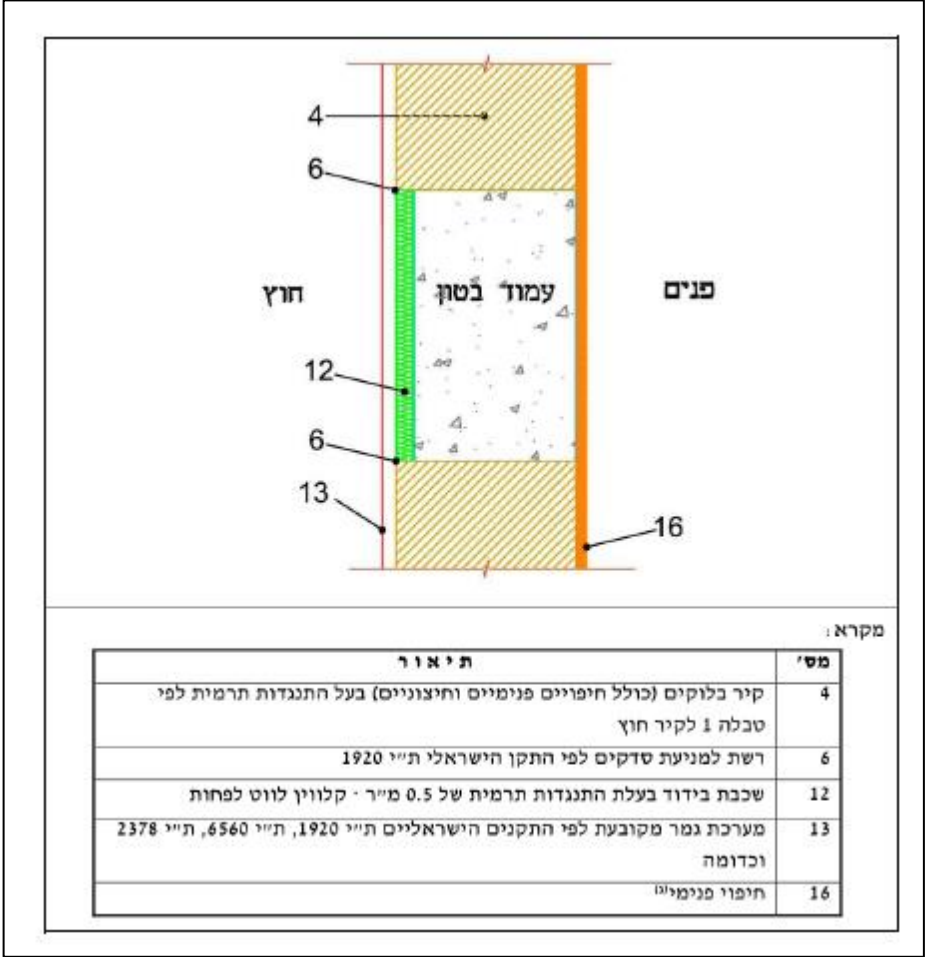 4
6
חוץ
עמוד בטון
פנים
12
6
13
16
מקרא:
מס׳ תיאור
4 קיר בלוקים (כולל חיפויים פנימיים וחיצוניים) בעל התנגדות תרמית לפי
טבלה 1 לקיר חוץ
6 רשת למניעת סדקים לפי התקן הישראלי ת״י 1920
12 שכבת בידוד בעלת התנגדות תרמית של 0.5 מ״ר · קלווין לווט לפחות
13 מערכת גמר מקובעת לפי התקנים הישראליים ת״י 1920, ת״י 6560, ת״י 2378
וכדומה
16 חיפוי פנימי